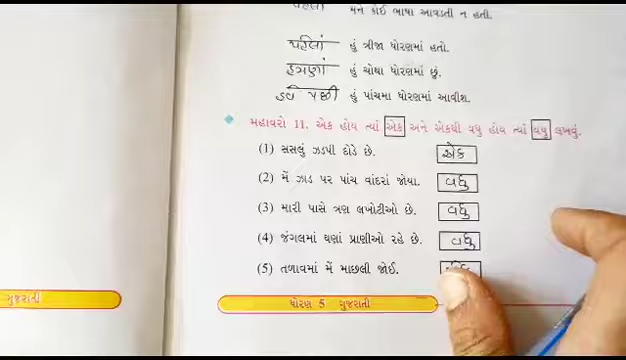 પહેલાં મને કોઈ ભાષા આવડતી ન હતી.
પહેલાં હું ત્રીજા ધોરણમાં હતો.
હમણાં હું ચોથા ધોરણમાં છું.
હવે પછી હું પાંચમા ધોરણમાં આવીશ.
મહાવરો 11. એક હોય ત્યાં એક અને એકથી વધુ હોય ત્યાં વધુ લખવું.
(1) સસલું ઝડપી દોડે છે. એક
(2) મેં ઝાડ પર પાંચ વાંદરાં જોયા. વધુ
(3) મારી પાસે ત્રણ લખોટીઓ છે. વધુ
(4) જંગલમાં ઘણાં પ્રાણીઓ રહે છે. વધુ
(5) તળાવમાં મેં માછલી જોઈ.
ગુજરાતી
ધોરણ 5 ગુજરાતી